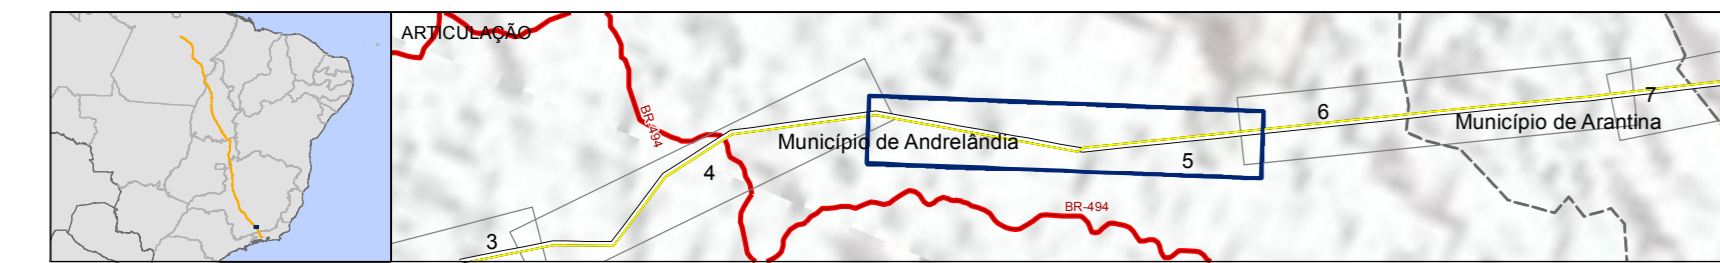 ARTICULAÇÃO
BR-494
6
7
Município de Arantina
Município de Andrelândia
5
4
BR-494
3